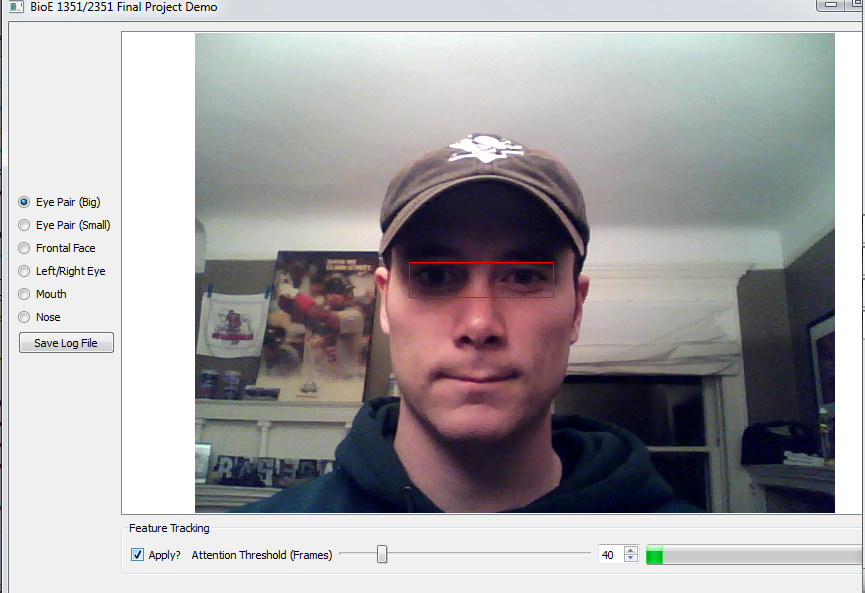 BioE 1351/2351 Final Project Demo
Eye Pair (Big)
Eye Pair (Small)
Frontal Face
Left/Right Eye
Mouth
Nose
Save Log File
Feature Tracking
Apply?
Attention Threshold (Frames)
40